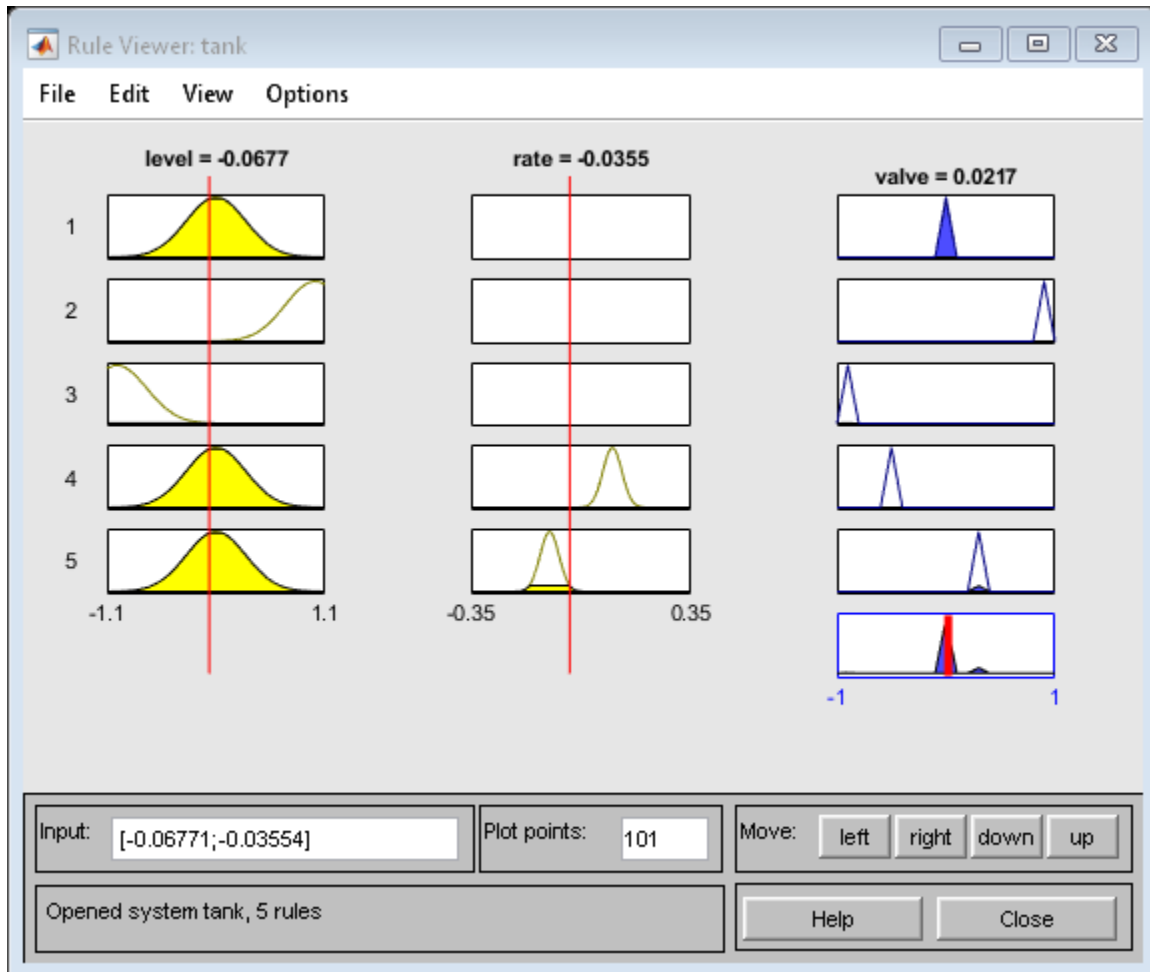 Rule Viewer: tank
File Edit View Options
level = -0.0677
rate = -0.0355
valve = 0.0217
1
2
3
4
5
-1.1 1.1
-0.35 0.35
-1 1
Input: [-0.06771;-0.03554]
Plot points: 101
Move: left right down up
Opened system tank, 5 rules
Help Close